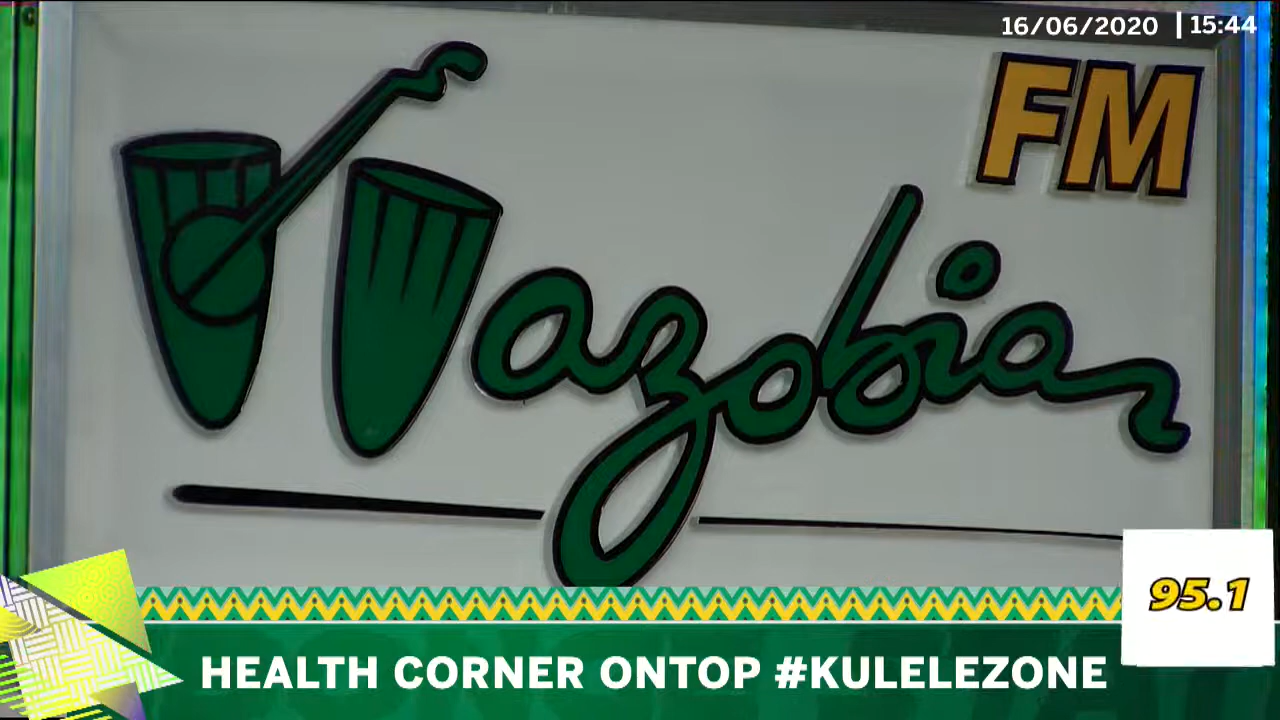 16/06/2020 | 15:44
FM
Wazobia
95.1
HEALTH CORNER ONTOP #KULELEZONE